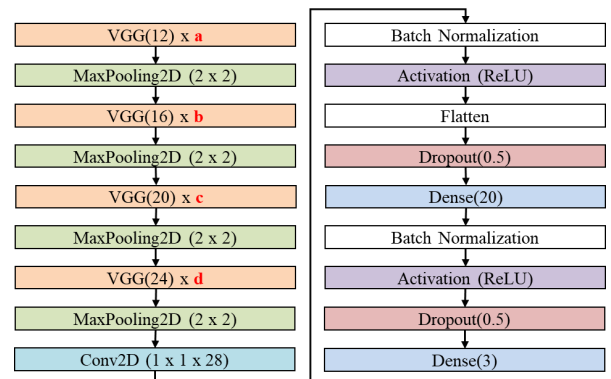 VGG(12) x a
MaxPooling2D (2 x 2)
VGG(16) x b
MaxPooling2D (2 x 2)
VGG(20) x c
MaxPooling2D (2 x 2)
VGG(24) x d
MaxPooling2D (2 x 2)
Conv2D (1 x 1 x 28)
Batch Normalization
Activation (ReLU)
Flatten
Dropout(0.5)
Dense(20)
Batch Normalization
Activation (ReLU)
Dropout(0.5)
Dense(3)